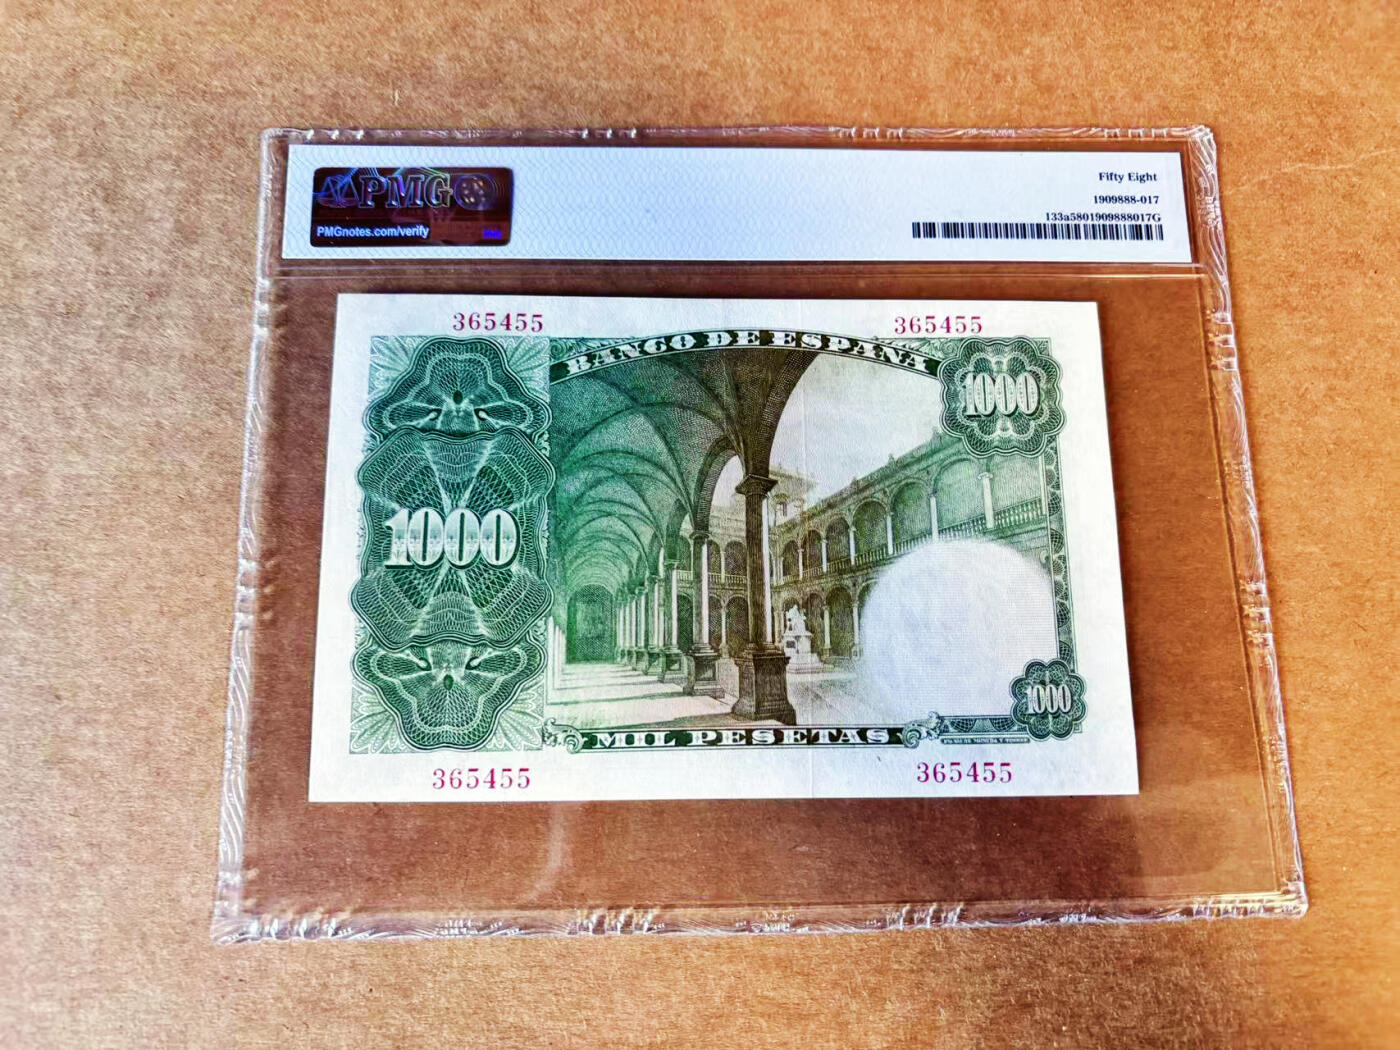 PMG
PMGnotes.com/verify
Fifty Eight
1909888-017
133a5801909888017G
365455 365455
BANCO DE ESPAÑA
1000
1000
1000
MIL PESETAS
365455 365455